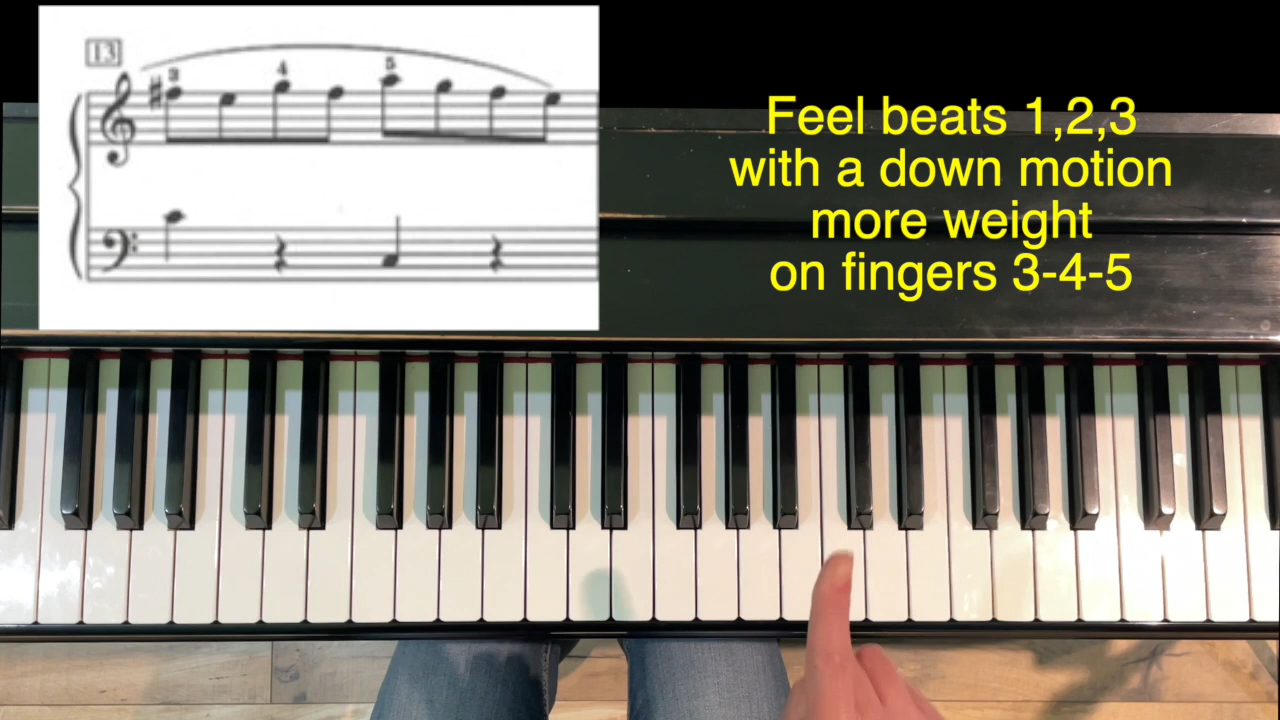 13
3 4 5
Feel beats 1,2,3
with a down motion
more weight
on fingers 3-4-5